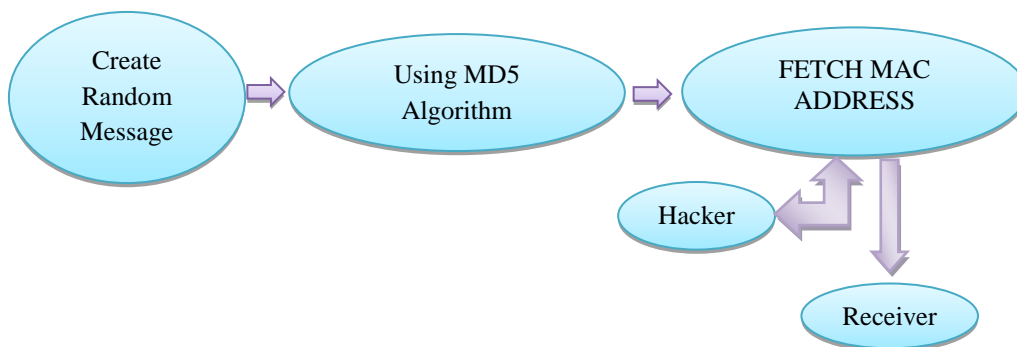 Create
Random
Message
Using MD5
Algorithm
FETCH MAC
ADDRESS
Hacker
Receiver